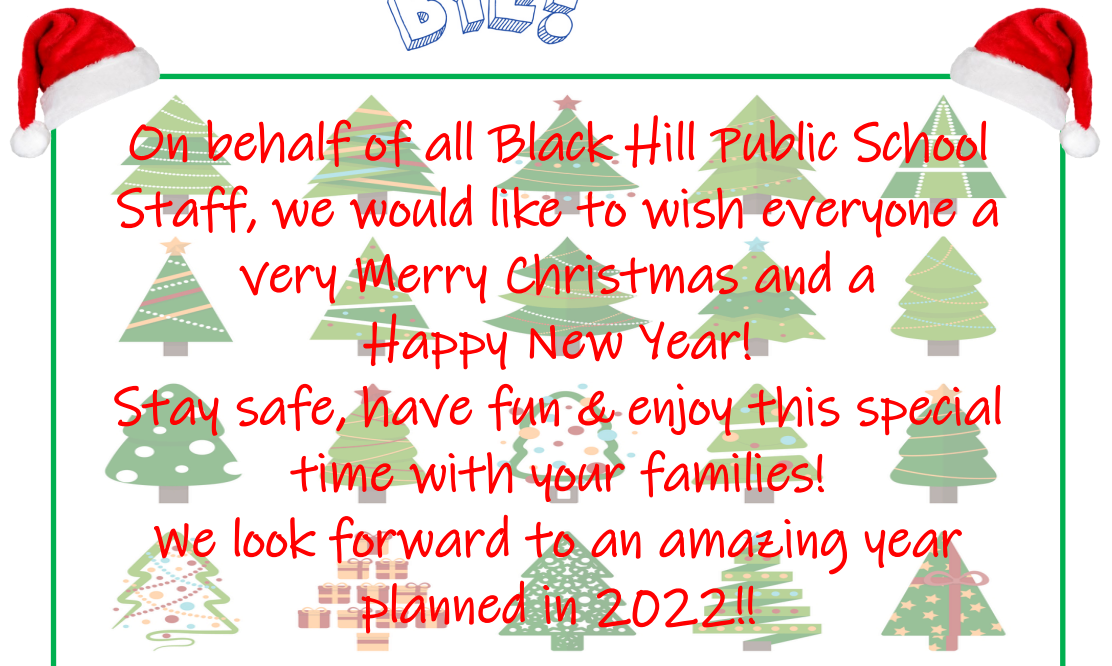 BYE!
On behalf of all Black Hill Public School
Staff, we would like to wish everyone a
very Merry Christmas and a
Happy New Year!
Stay safe, have fun & enjoy this special
time with your families!
We look forward to an amazing year
planned in 2022!!